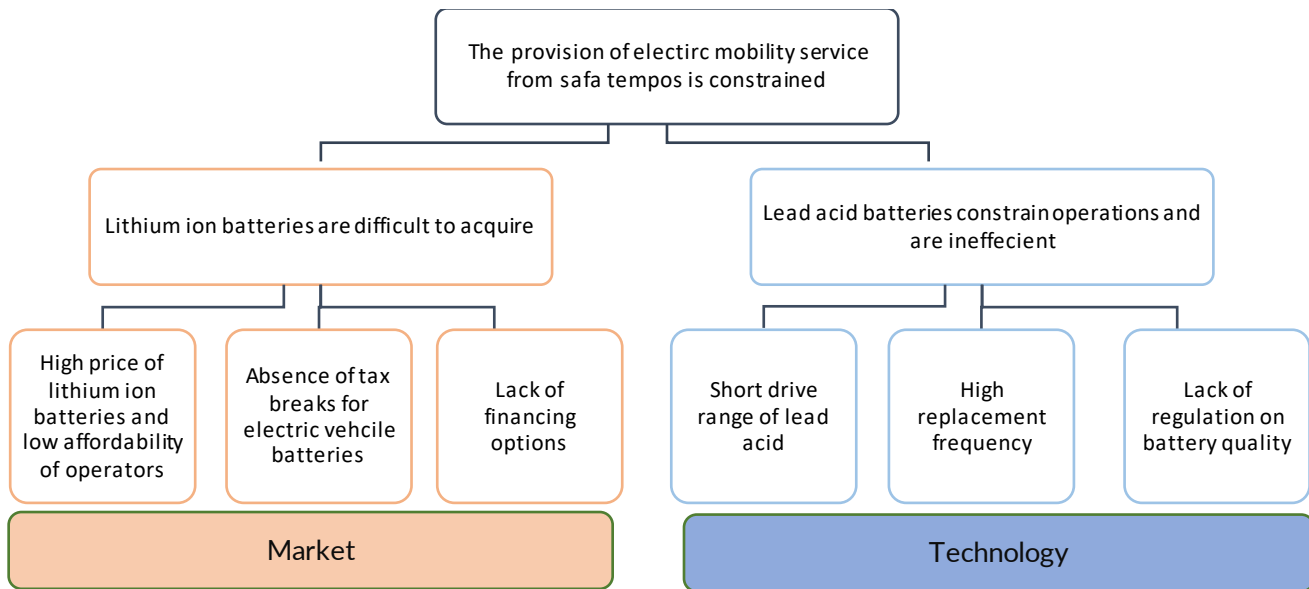 The provision of electirc mobility service
from safa tempos is constrained
Lithium ion batteries are difficult to acquire
Lead acid batteries constrain operations and
are ineffecient
High price of
lithium ion
batteries and
low affordability
of operators
Absence of tax
breaks for
electric vehcile
batteries
Lack of
financing
options
Short drive
range of lead
acid
High
replacement
frequency
Lack of
regulation on
battery quality
Market
Technology